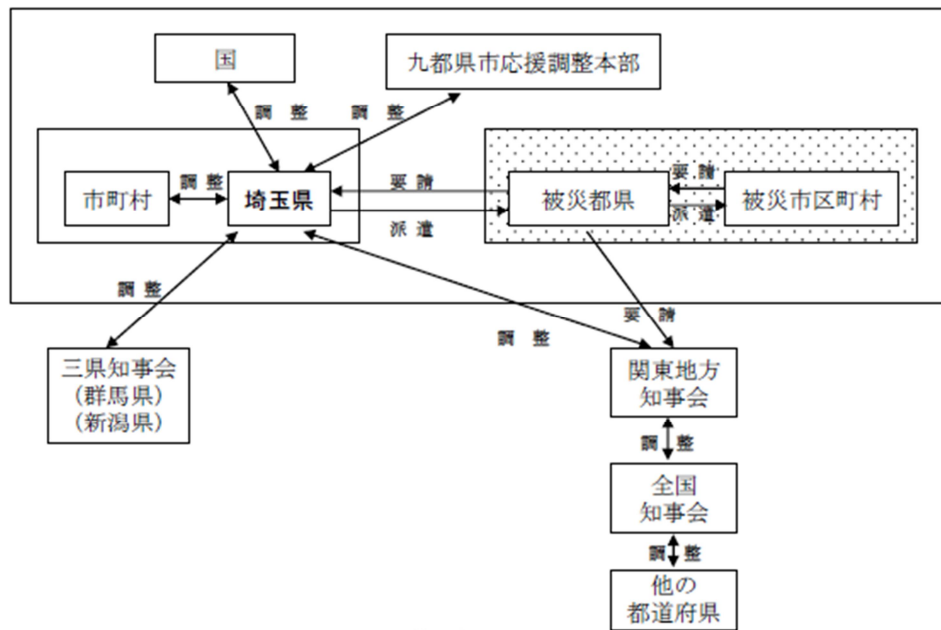 国
九都県市応援調整本部
調 整
調 整
市町村
調 整
埼玉県
要 請
派 遣
被災都県
要 請
派 遣
被災市区町村
調 整
調 整
要 請
三県知事会
(群馬県)
(新潟県)
関東地方
知事会
調 整
全国
知事会
調 整
他の
都道府県